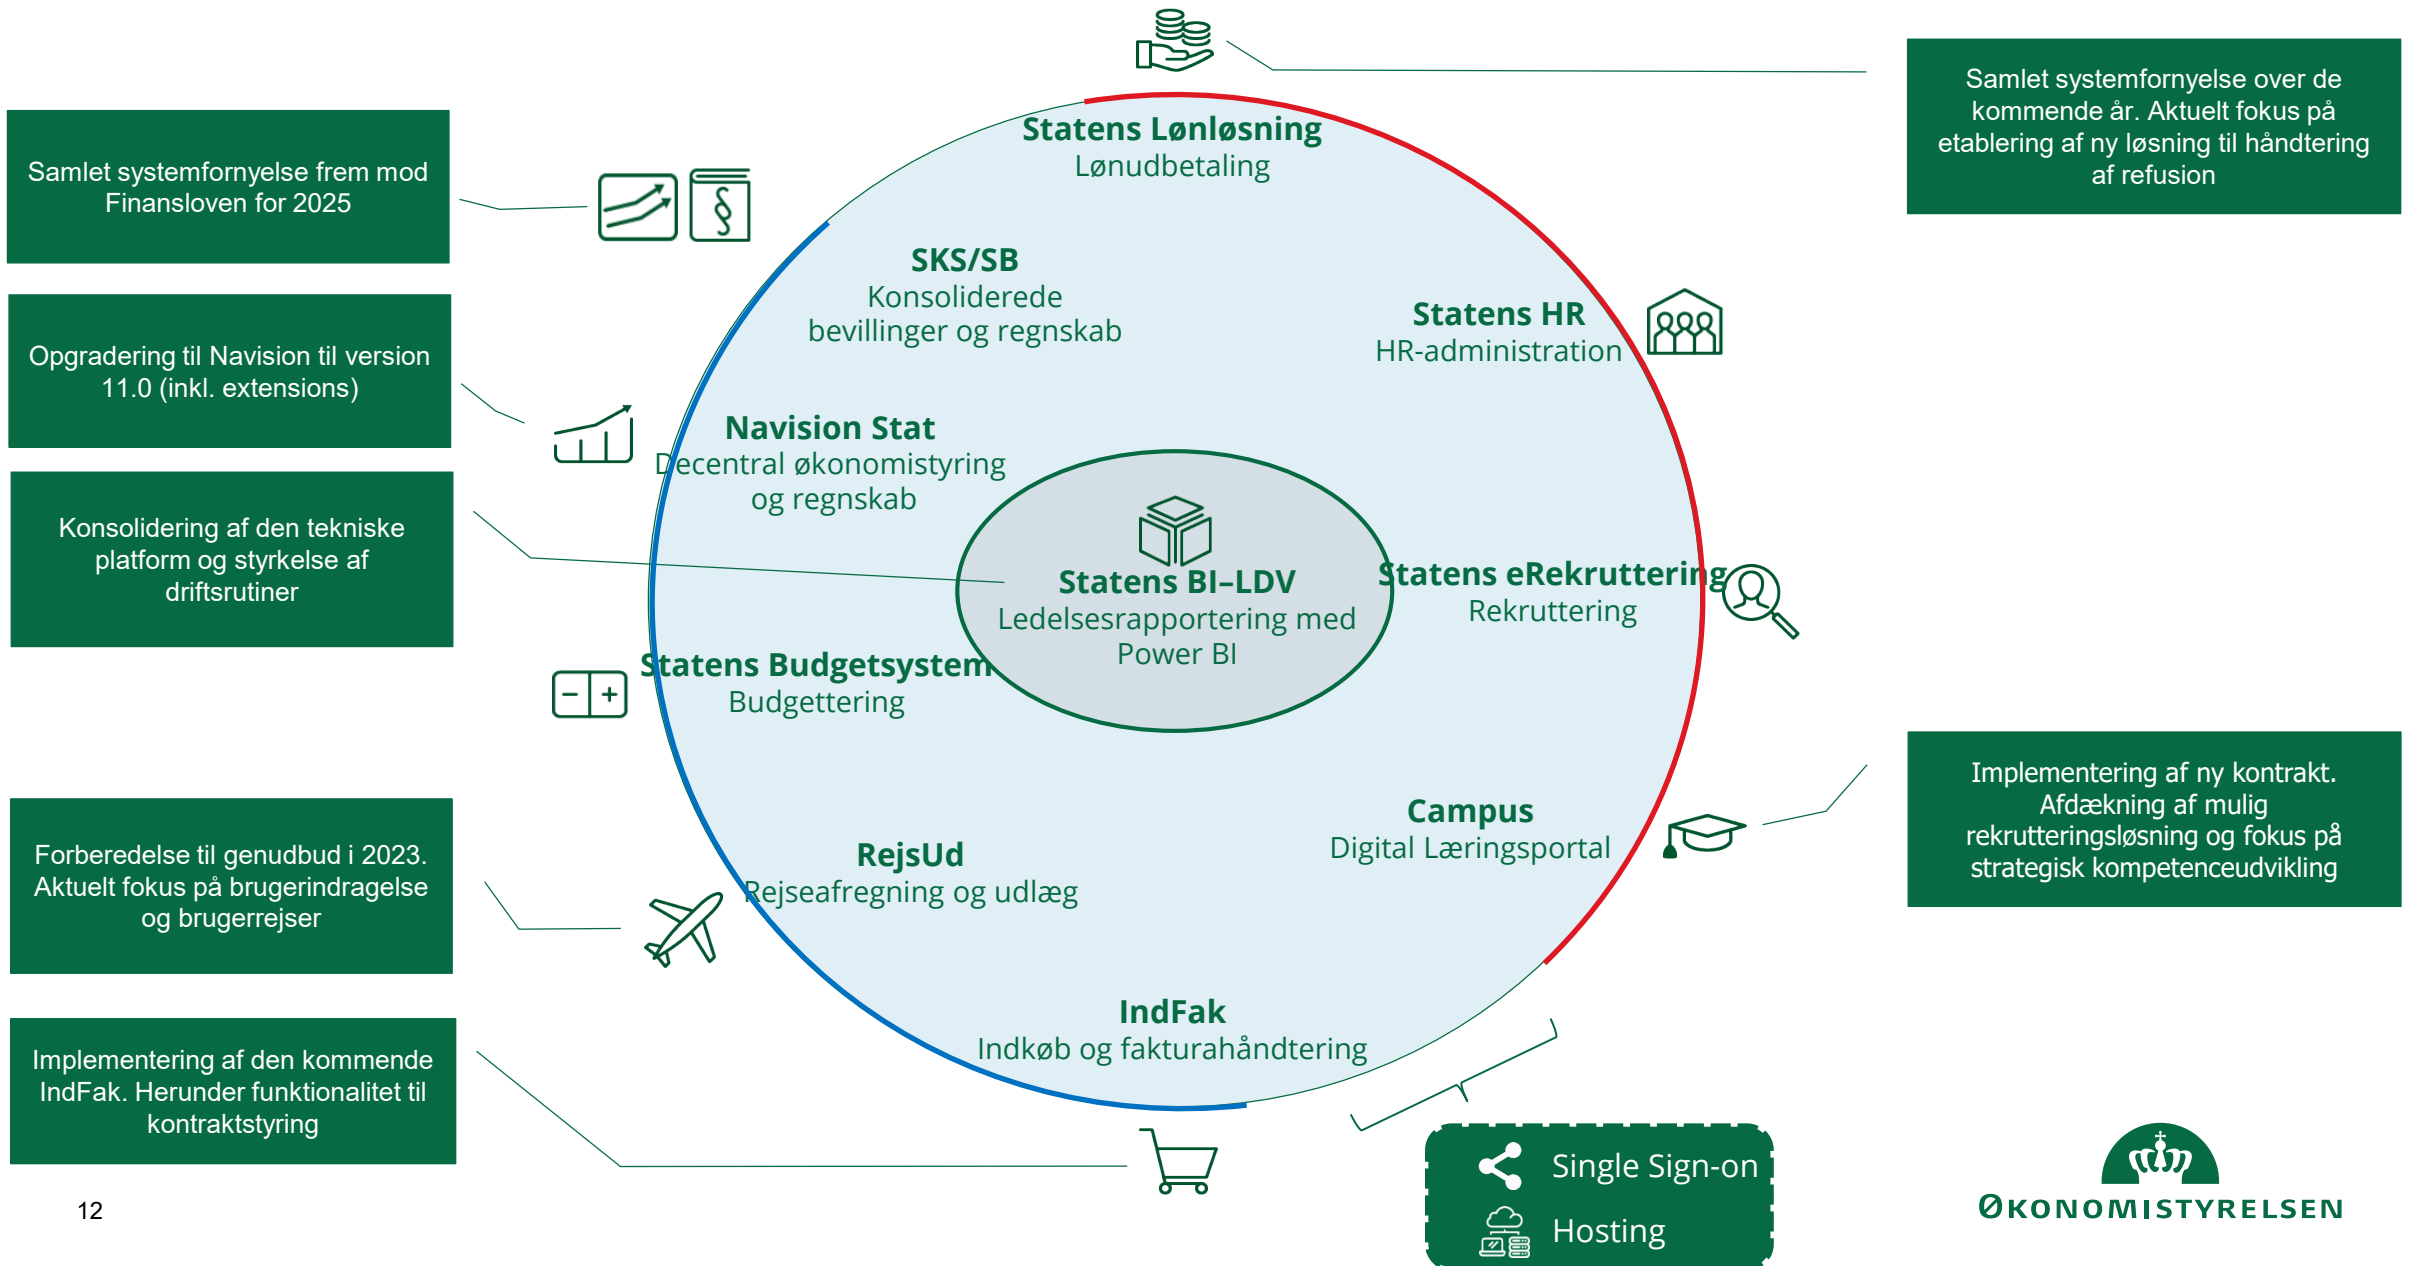 Samlet systemfornyelse frem mod
Finansloven for 2025
Opgradering til Navision til version
11.0 (inkl. extensions)
Konsolidering af den tekniske
platform og styrkelse af
driftsrutiner
Forberedelse til genudbud i 2023.
Aktuelt fokus på brugerindragelse
og brugerrejser
Implementering af den kommende
IndFak. Herunder funktionalitet til
kontraktstyring
Statens Lønløsning
Lønudbetaling
SKS/SB
Konsoliderede
bevillinger og regnskab
Statens HR
HR-administration
Navision Stat
Decentral økonomistyring
og regnskab
Statens BI–LDV
Ledelsesrapportering med
Power BI
Statens eRekruttering
Rekruttering
Statens Budgetsystem
Budgettering
Campus
Digital Læringsportal
RejsUd
Rejseafregning og udlæg
IndFak
Indkøb og fakturahåndtering
Samlet systemfornyelse over de
kommende år. Aktuelt fokus på
etablering af ny løsning til håndtering
af refusion
Implementering af ny kontrakt.
Afdækning af mulig
rekrutteringsløsning og fokus på
strategisk kompetenceudvikling
Single Sign-on
Hosting
12
ØKONOMISTYRELSEN